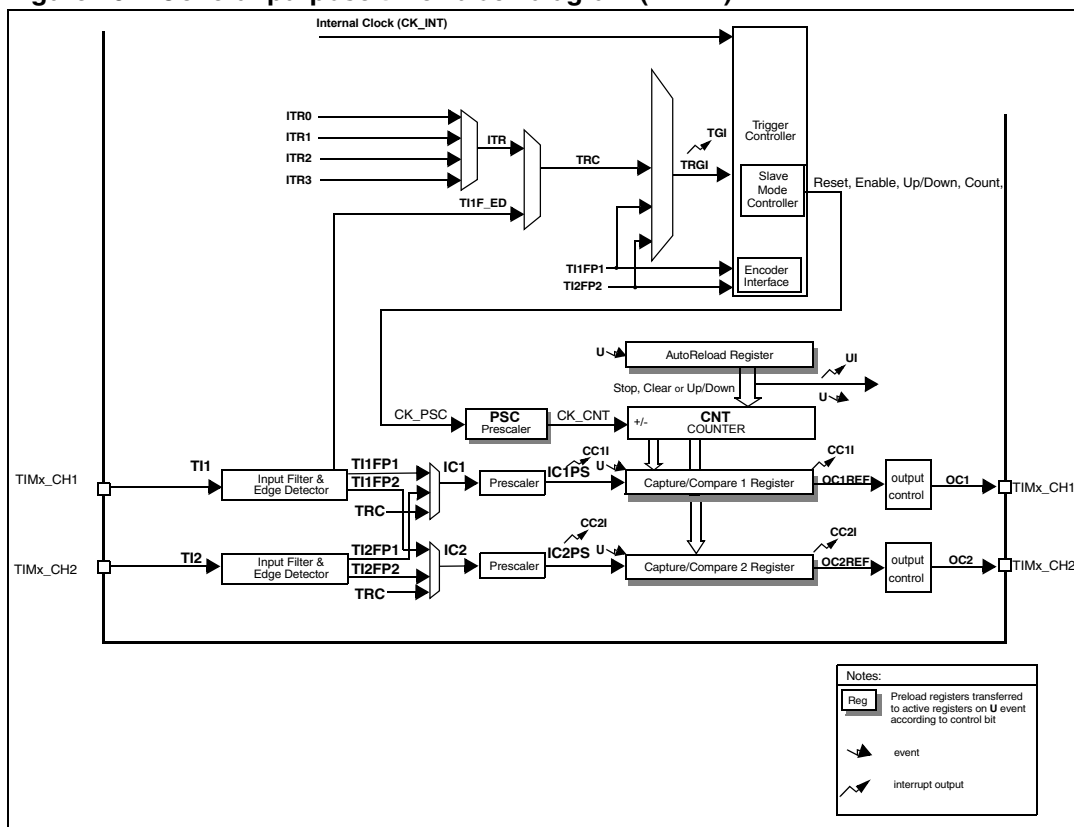 Internal Clock (CK_INT)
ITR0
ITR1
ITR2
ITR3
ITR
TI1F_ED
TRC
TGI
TRGI
Trigger
Controller
Slave
Mode
Controller
Reset, Enable, Up/Down, Count,
TI1FP1
TI2FP2
Encoder
Interface
U
AutoReload Register
UI
Stop, Clear or Up/Down
U
CK_PSC
PSC
Prescaler
CK_CNT
+/-
CNT
COUNTER
TIMx_CH1
TI1
Input Filter &
Edge Detector
TI1FP1
TI1FP2
TRC
IC1
Prescaler
CC1I
IC1PS
U
Capture/Compare 1 Register
CC1I
OC1REF
output
control
OC1
TIMx_CH1
TIMx_CH2
TI2
Input Filter &
Edge Detector
TI2FP1
TI2FP2
TRC
IC2
Prescaler
CC2I
IC2PS
U
Capture/Compare 2 Register
CC2I
OC2REF
output
control
OC2
TIMx_CH2
Notes:
Reg
Preload registers transferred
to active registers on U event
according to control bit
event
interrupt output